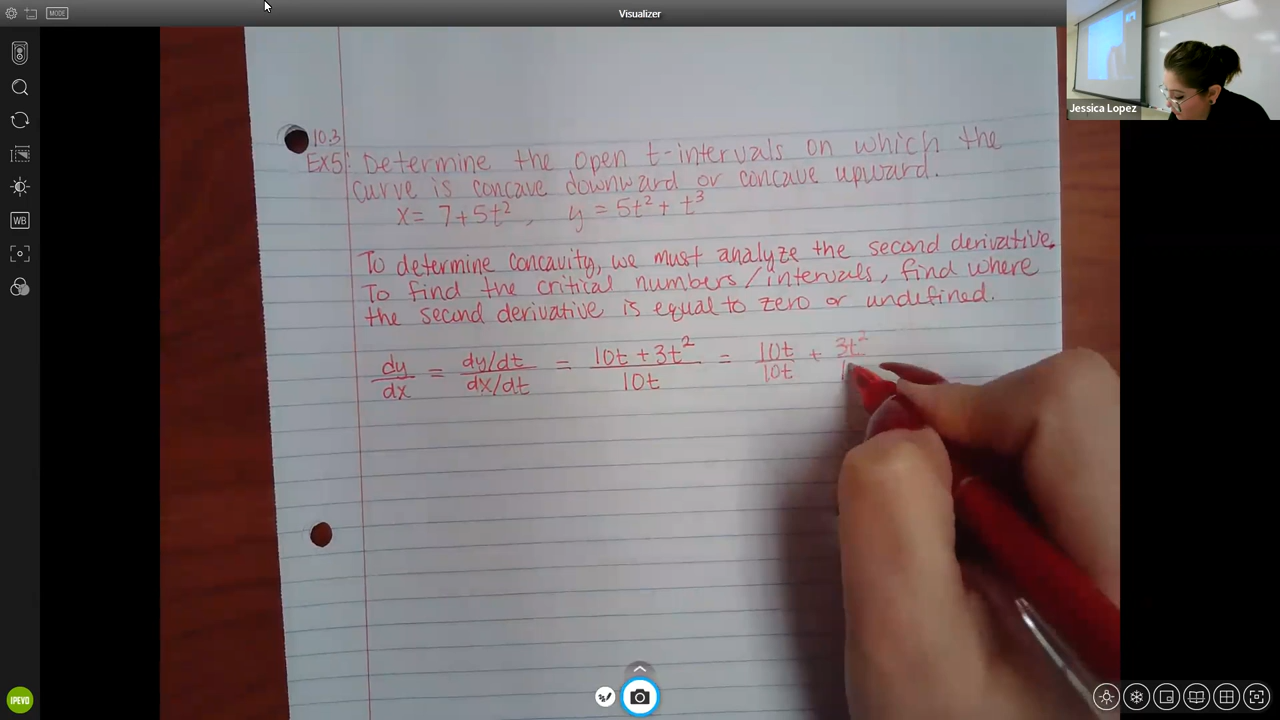 MODE
Visualizer
Jessica Lopez
WB
10.3
Ex5: Determine the open t-intervals on which the
curve is concave downward or concave upward.
x = 7+5t², y = 5t² + t³
To determine concavity, we must analyze the second derivative.
To find the critical numbers/intervals, find where
the second derivative is equal to zero or undefined.
dy/dx = (dy/dt)/(dx/dt) = (10t + 3t²)/10t = 10t/10t + 3t²/1
IPEVO